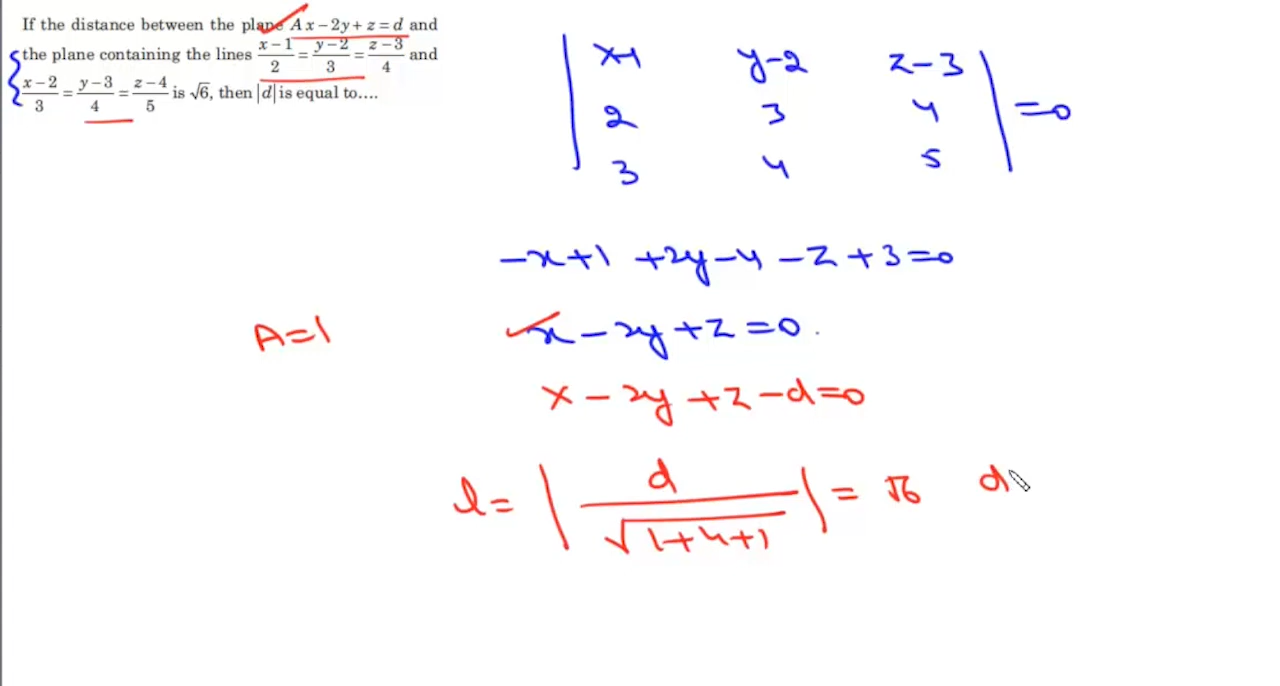 If the distance between the plane Ax − 2y + z = d and
the plane containing the lines (x−1)/2 = (y−2)/3 = (z−3)/4 and
(x−2)/3 = (y−3)/4 = (z−4)/5 is √6, then |d| is equal to....
| x-1 y-2 z-3 |
| 2 3 4 | =0
| 3 4 5 |
-x+1 +2y-4 -z+3=0
A=1
x-2y+z=0.
x-2y+z-d=0
l = | d / √(1+4+1) | = √6 d